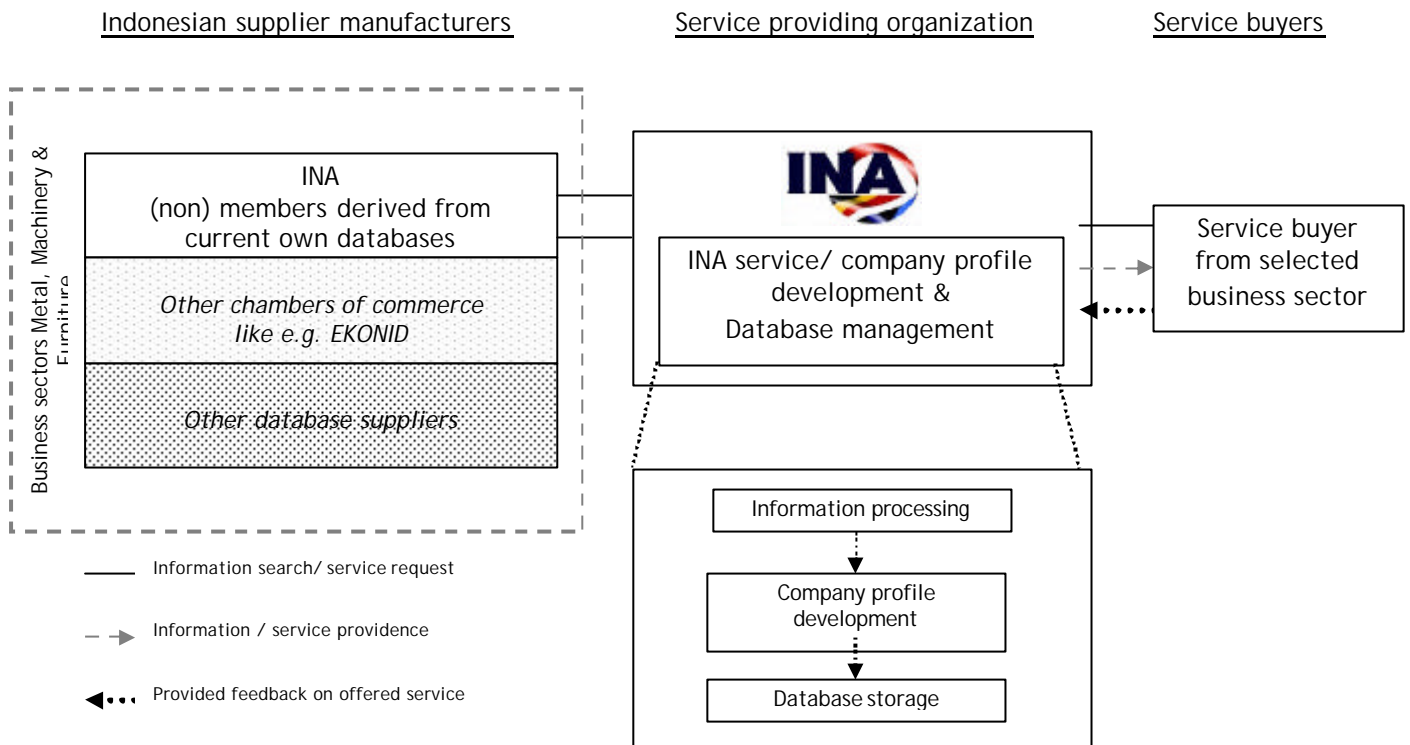 Indonesian supplier manufacturers
Service providing organization
Service buyers
Business sectors Metal, Machinery &
Furniture
INA
(non) members derived from
current own databases
Other chambers of commerce
like e.g. EKONID
Other database suppliers
INA
INA service/ company profile
development &
Database management
Service buyer
from selected
business sector
Information processing
Company profile
development
Database storage
Information search/ service request
Information / service providence
Provided feedback on offered service